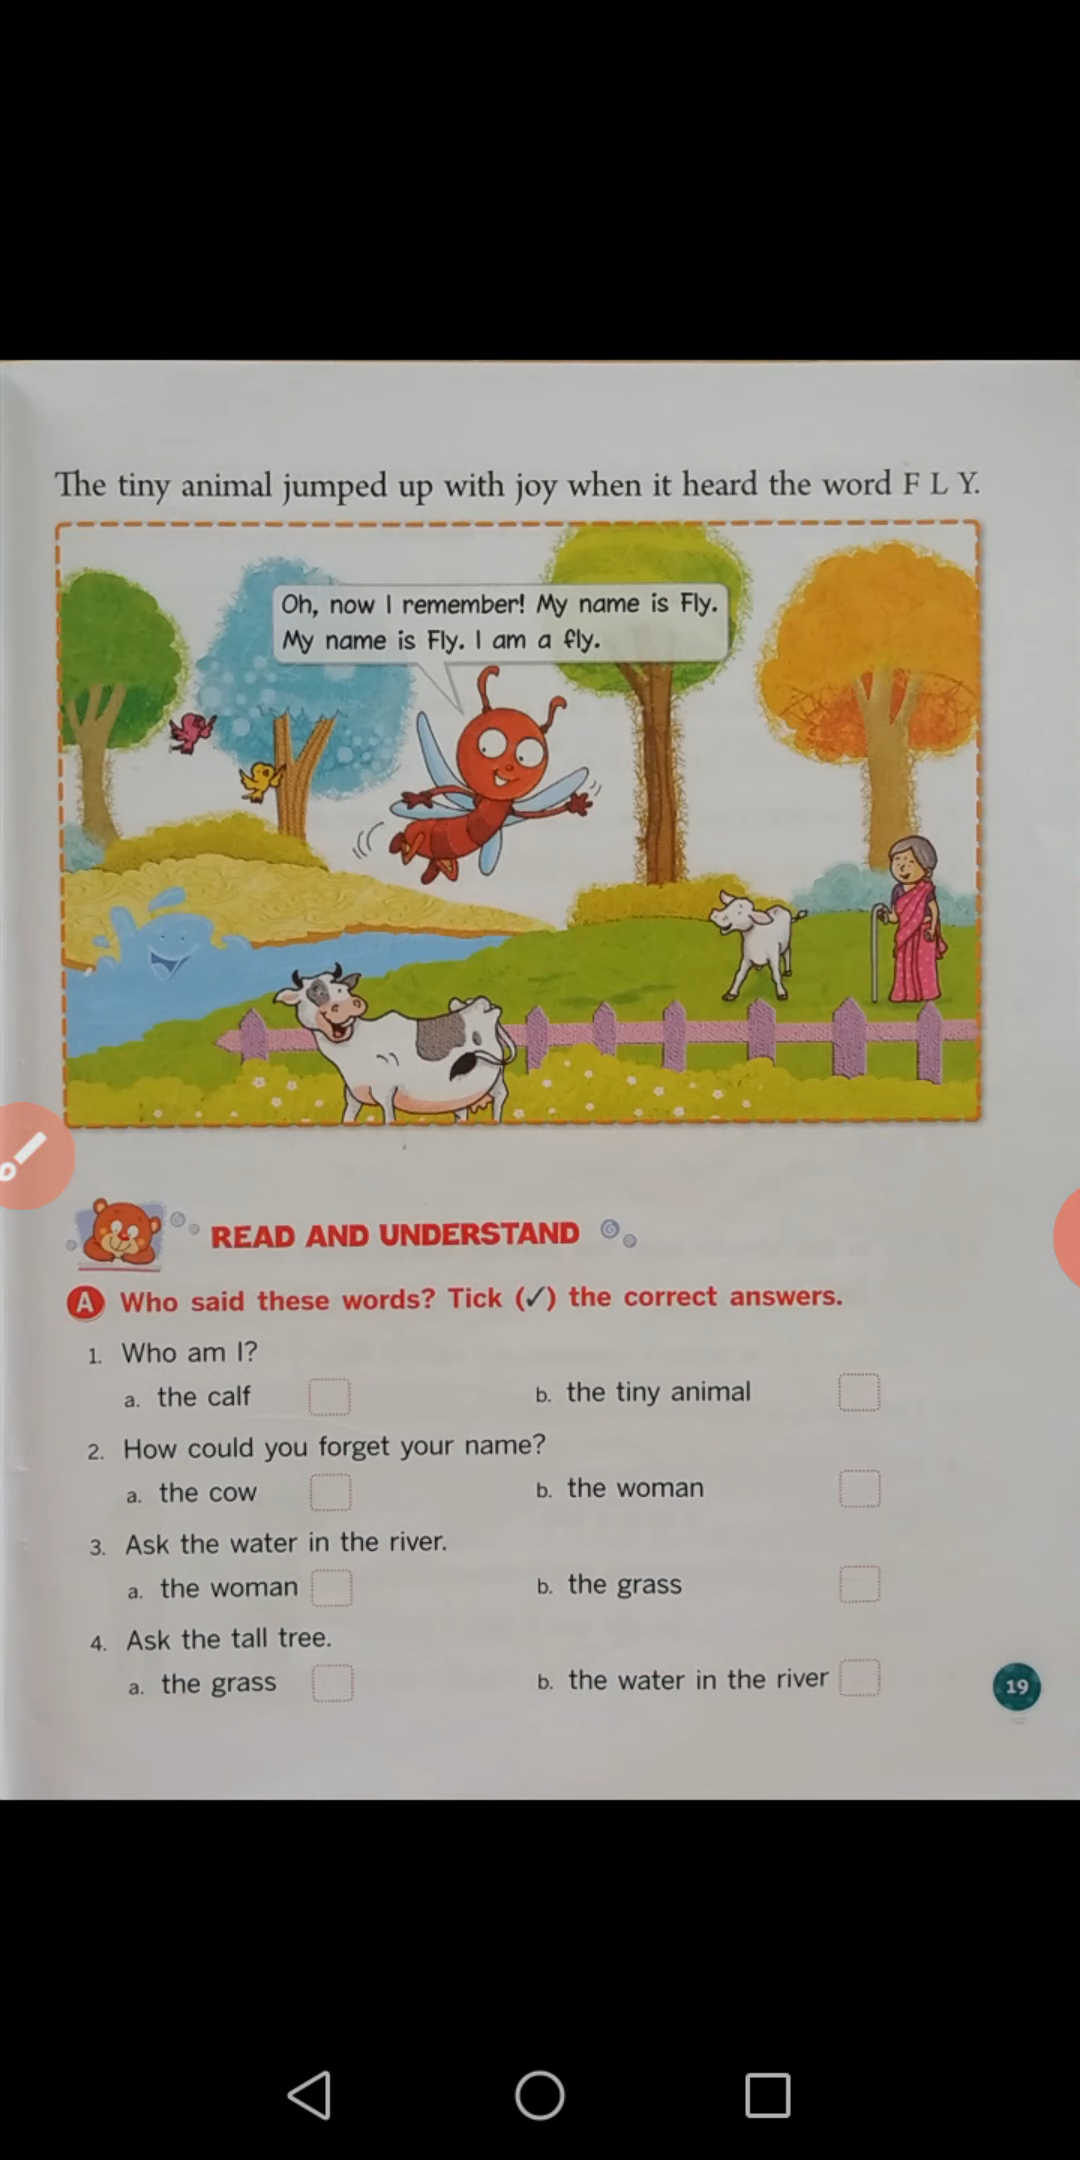 The tiny animal jumped up with joy when it heard the word F L Y.
Oh, now I remember! My name is Fly.
My name is Fly. I am a fly.
READ AND UNDERSTAND
A Who said these words? Tick (✓) the correct answers.
1. Who am I?
a. the calf b. the tiny animal
2. How could you forget your name?
a. the cow b. the woman
3. Ask the water in the river.
a. the woman b. the grass
4. Ask the tall tree.
a. the grass b. the water in the river
19